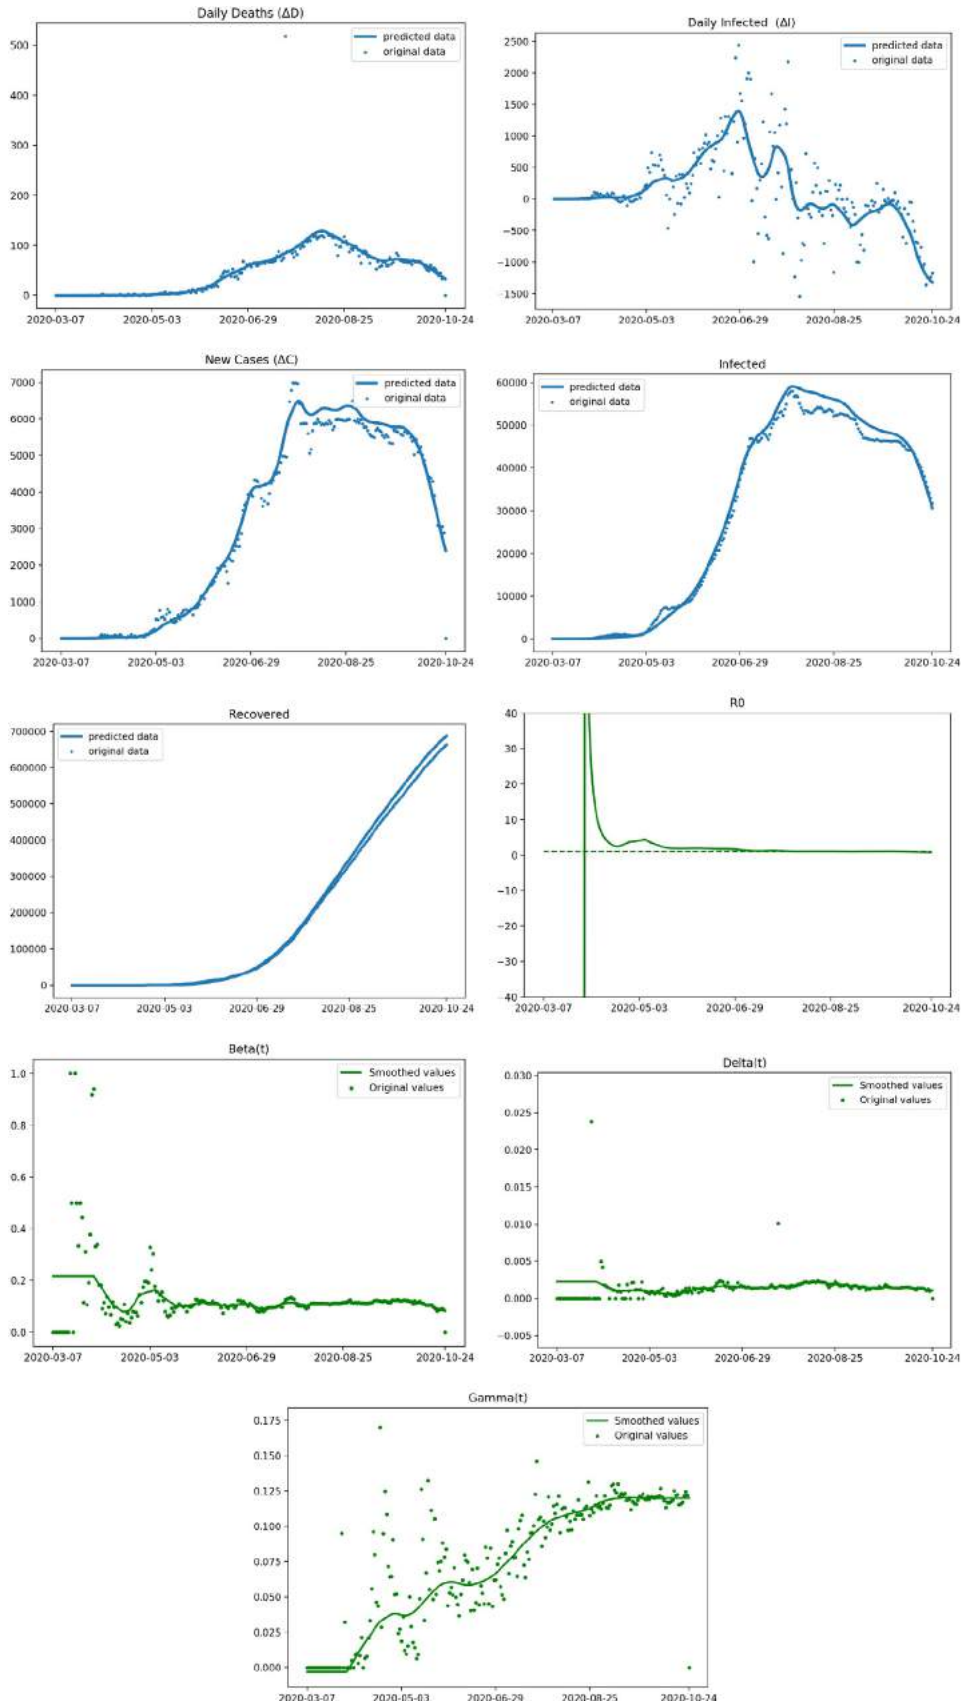 Daily Deaths (ΔD)
predicted data
original data
500
400
300
200
100
0
2020-03-07 2020-05-03 2020-06-29 2020-08-25 2020-10-24
Daily Infected (ΔI)
predicted data
original data
2500
2000
1500
1000
500
0
−500
−1000
−1500
2020-03-07 2020-05-03 2020-06-29 2020-08-25 2020-10-24
New Cases (ΔC)
predicted data
original data
7000
6000
5000
4000
3000
2000
1000
0
2020-03-07 2020-05-03 2020-06-29 2020-08-25 2020-10-24
Infected
predicted data
original data
60000
50000
40000
30000
20000
10000
0
2020-03-07 2020-05-03 2020-06-29 2020-08-25 2020-10-24
Recovered
predicted data
original data
700000
600000
500000
400000
300000
200000
100000
0
2020-03-07 2020-05-03 2020-06-29 2020-08-25 2020-10-24
R0
40
30
20
10
0
−10
−20
−30
40
2020-03-07 2020-05-03 2020-06-29 2020-08-25 2020-10-24
Beta(t)
Smoothed values
Original values
1.0
0.8
0.6
0.4
0.2
0.0
2020-03-07 2020-05-03 2020-06-29 2020-08-25 2020-10-24
Delta(t)
Smoothed values
Original values
0.030
0.025
0.020
0.015
0.010
0.005
0.000
−0.005
2020-03-07 2020-05-03 2020-06-29 2020-08-25 2020-10-24
Gamma(t)
Smoothed values
Original values
0.175
0.150
0.125
0.100
0.075
0.050
0.025
0.000
2020-03-07 2020-05-03 2020-06-29 2020-08-25 2020-10-24